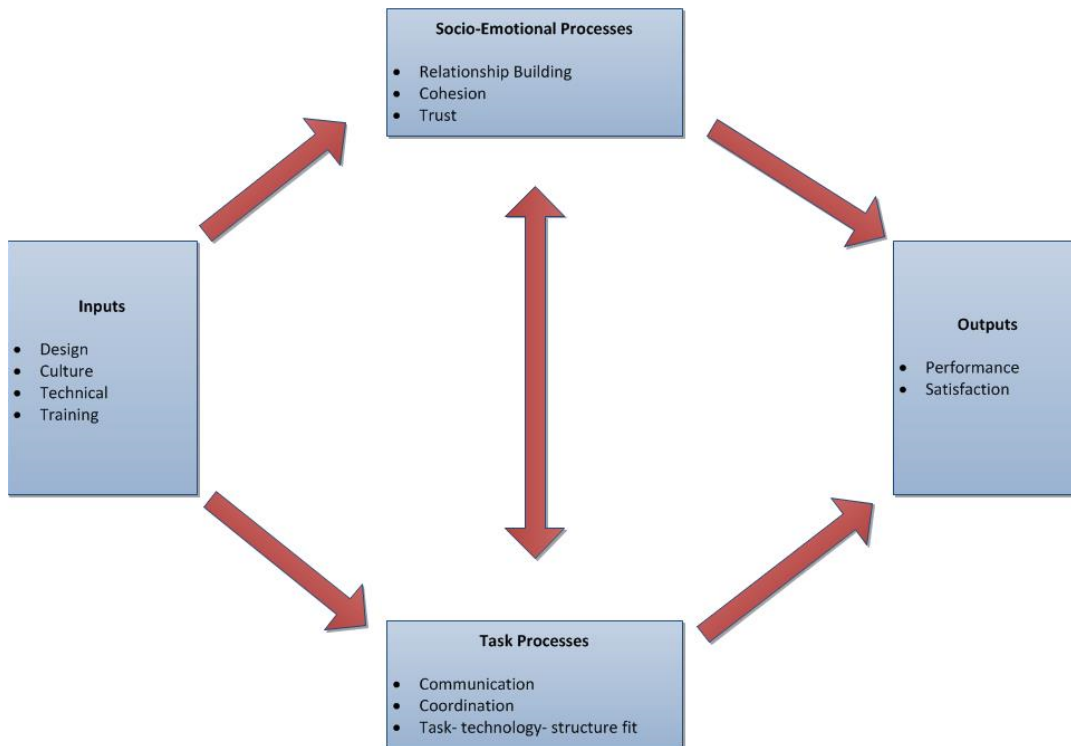 Socio-Emotional Processes
• Relationship Building
• Cohesion
• Trust
Inputs
• Design
• Culture
• Technical
• Training
Outputs
• Performance
• Satisfaction
Task Processes
• Communication
• Coordination
• Task- technology- structure fit